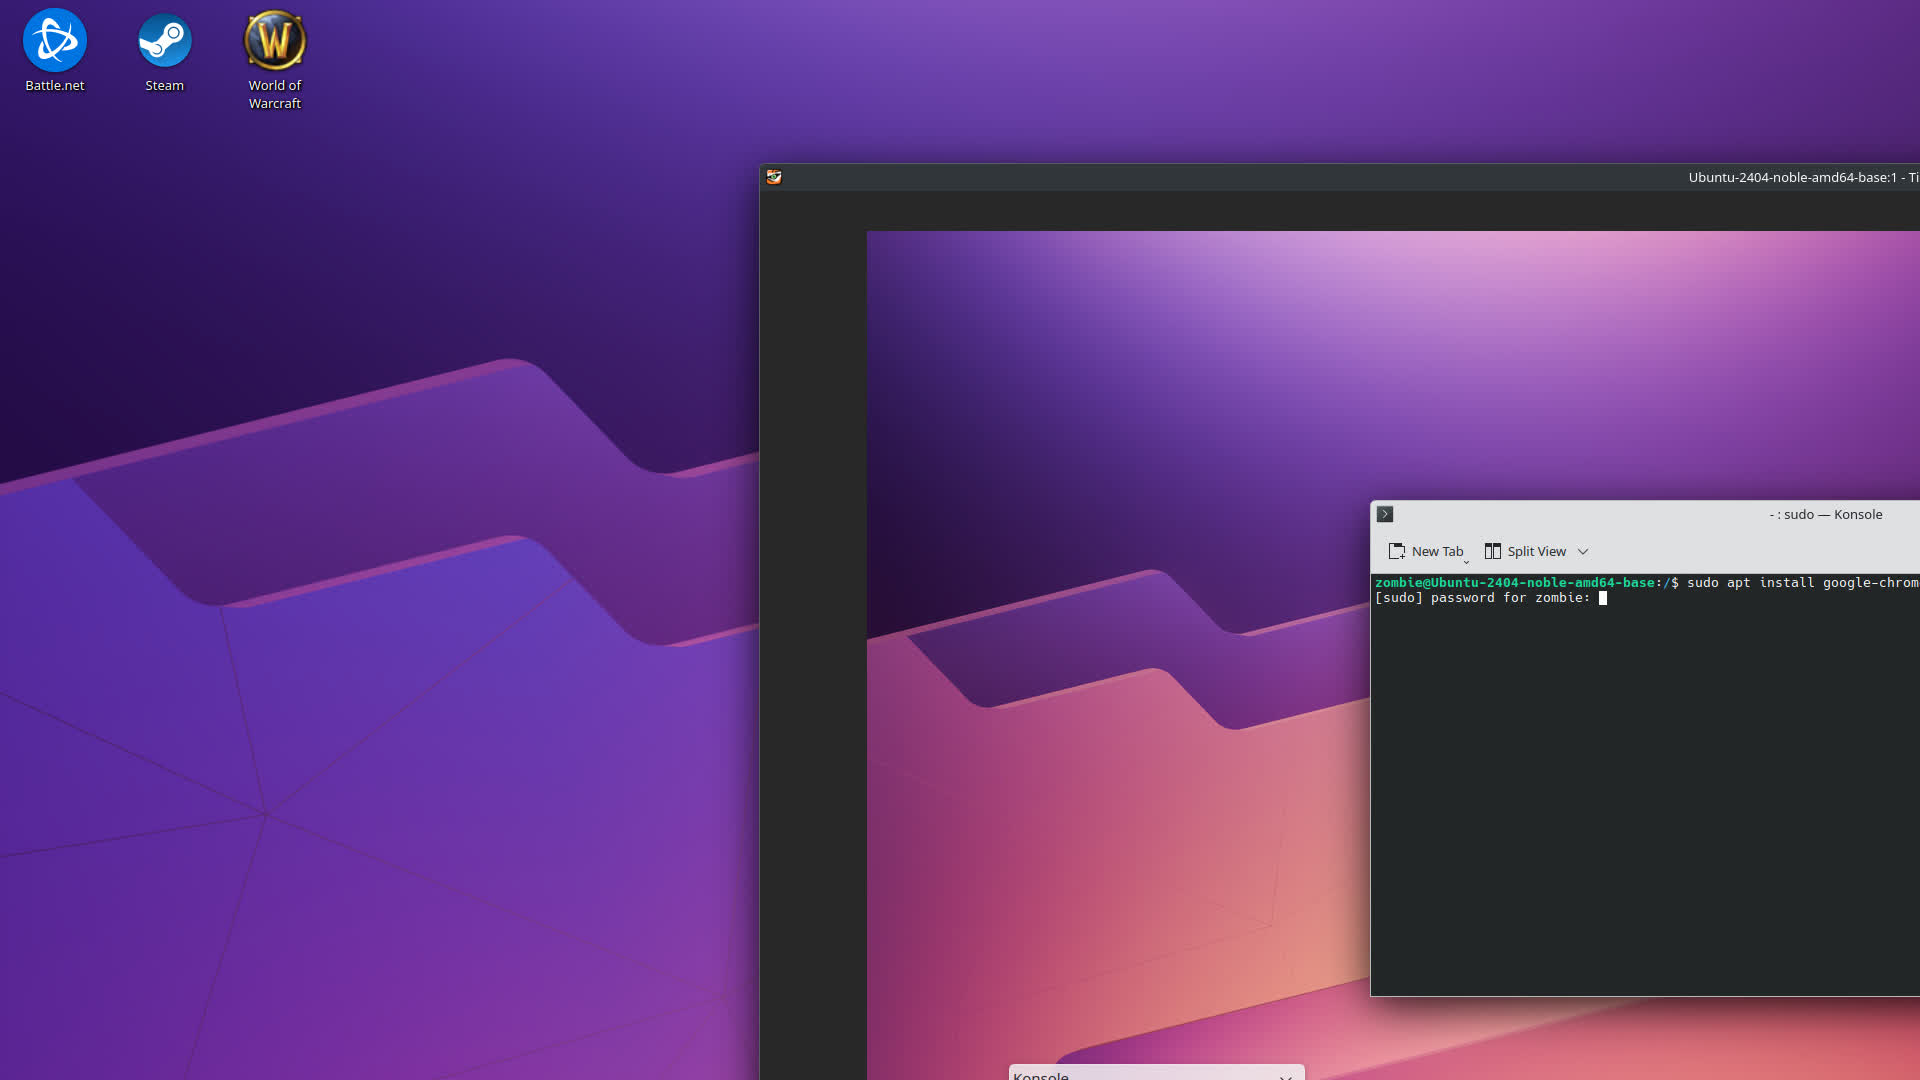 Battle.net
Steam
World of
Warcraft
Ubuntu-2404-noble-amd64-base:1 - Ti
- : sudo — Konsole
New Tab
Split View
zombie@Ubuntu-2404-noble-amd64-base:/$ sudo apt install google-chrom
[sudo] password for zombie:
Konsole